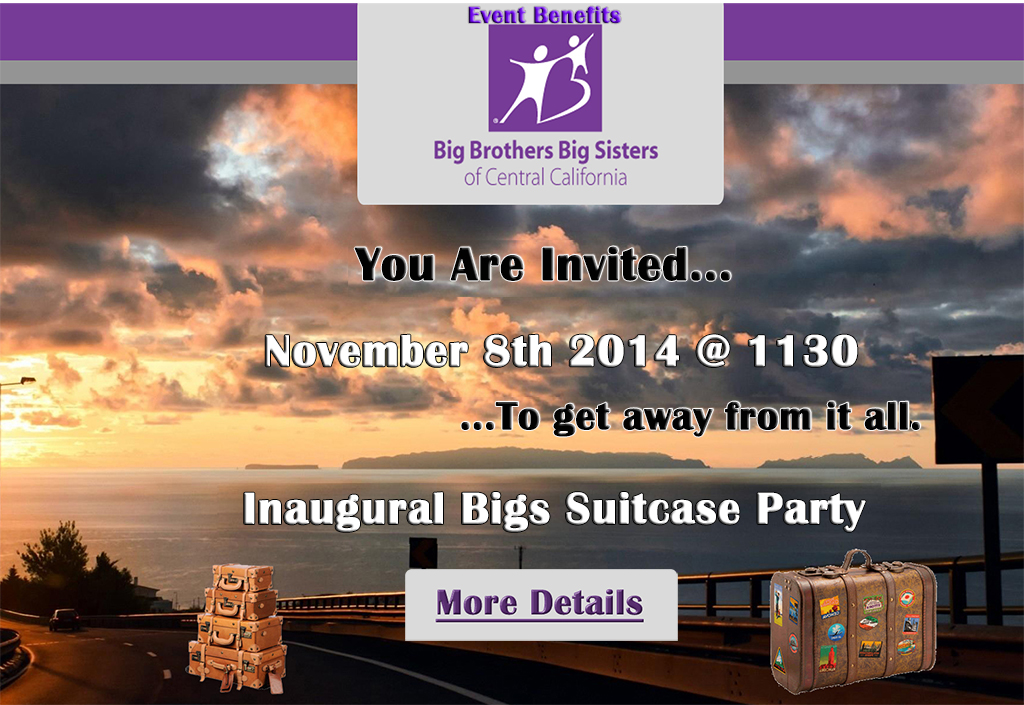 Event Benefits
®
Big Brothers Big Sisters
of Central California
You Are Invited...
November 8th 2014 @ 1130
...To get away from it all.
Inaugural Bigs Suitcase Party
More Details